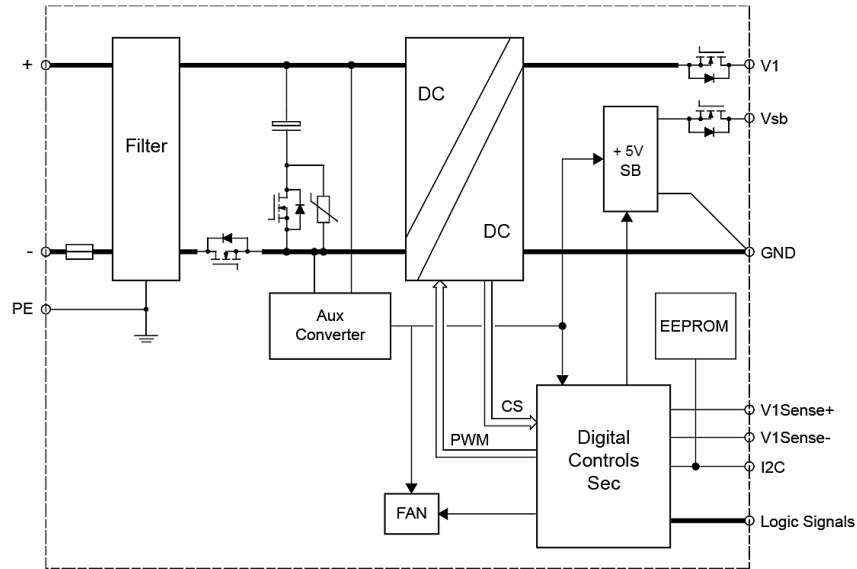 +
V1
DC
Vsb
Filter
+ 5V
SB
DC
-
GND
PE
Aux
Converter
EEPROM
CS
V1Sense+
PWM
V1Sense-
Digital
Controls
Sec
I2C
FAN
Logic Signals